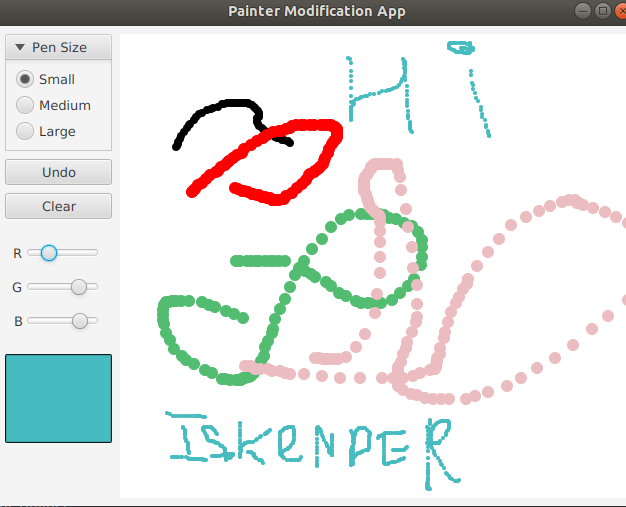 Painter Modification App
Pen Size
Small
Medium
Large
Undo
Clear
R
G
B
Hi
ISKENDER